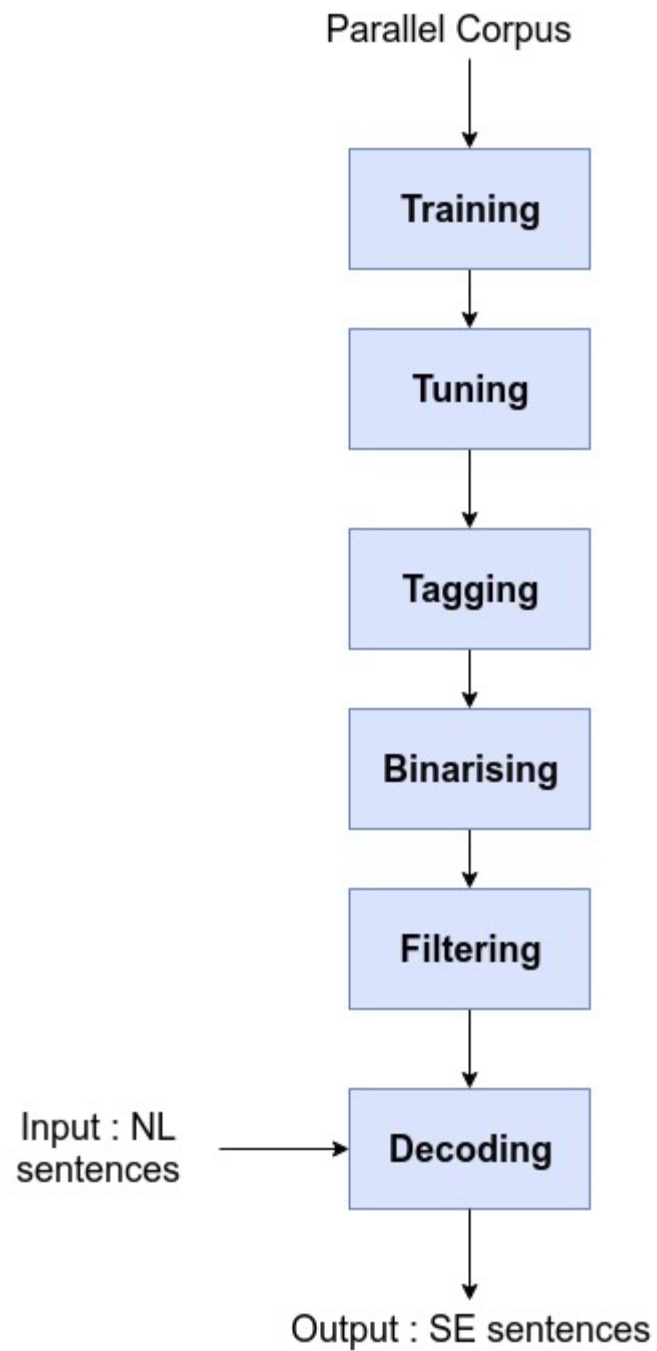 Parallel Corpus
Training
Tuning
Tagging
Binarising
Filtering
Input : NL
sentences
Decoding
Output : SE sentences